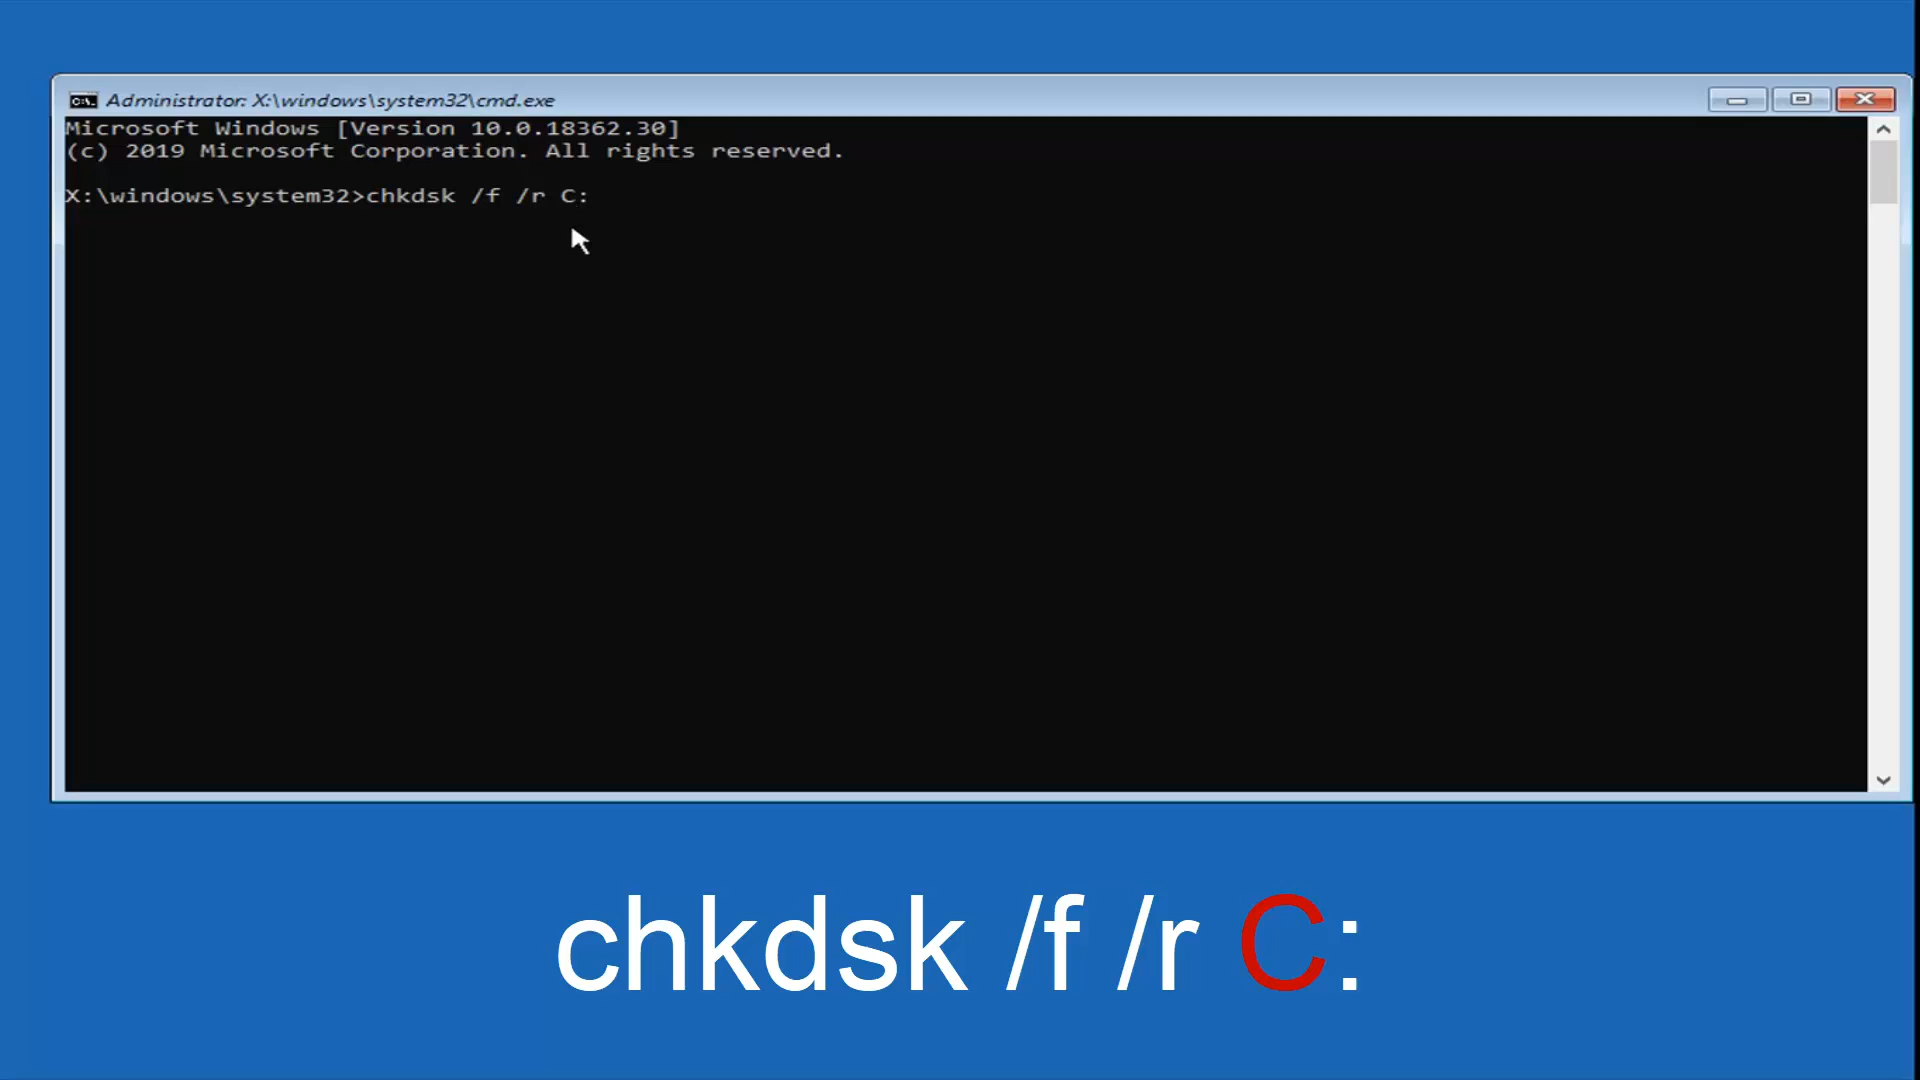 Administrator: X:\windows\system32\cmd.exe
Microsoft Windows [Version 10.0.18362.30]
(c) 2019 Microsoft Corporation. All rights reserved.
X:\windows\system32>chkdsk /f /r C:
chkdsk /f /r C: